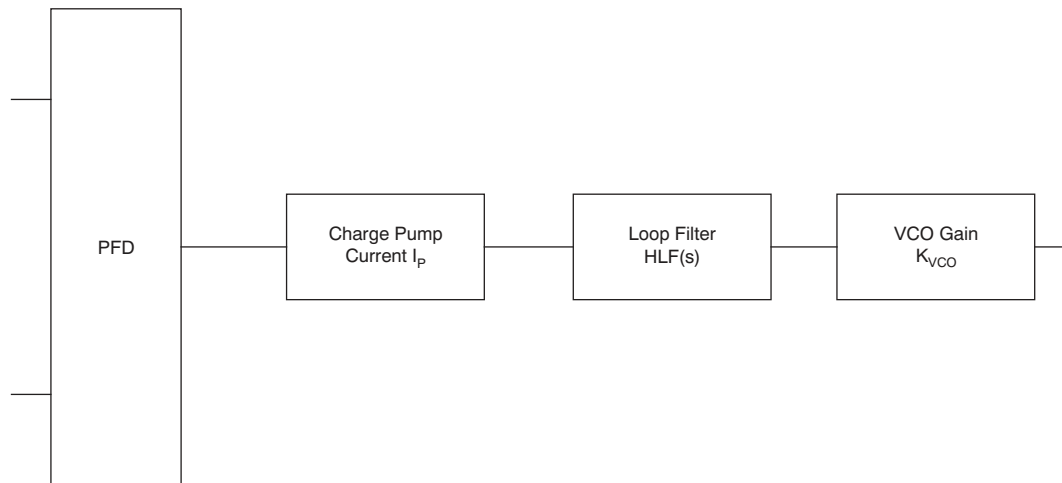 PFD
Charge Pump
Current I_P
Loop Filter
HLF(s)
VCO Gain
K_VCO